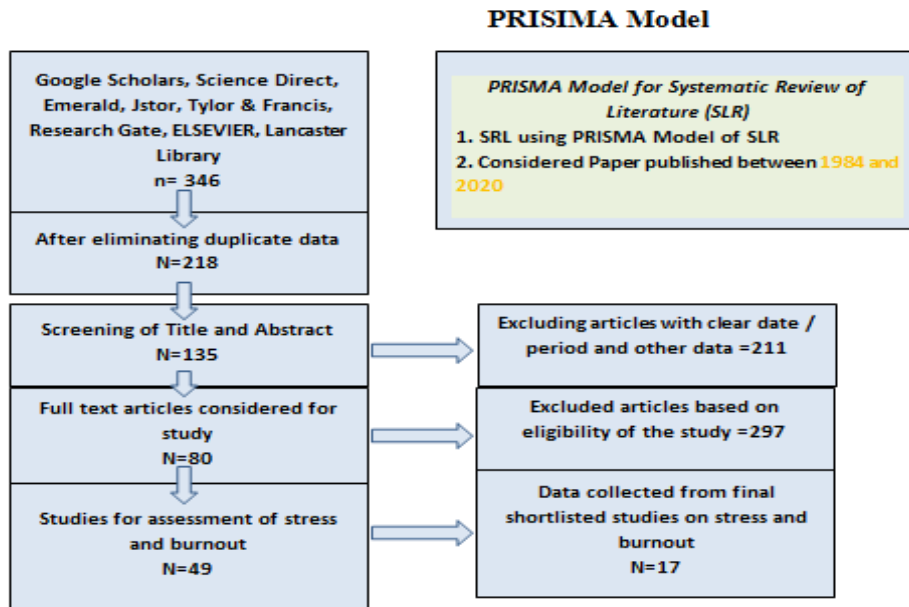 PRISIMA Model
Google Scholars, Science Direct,
Emerald, Jstor, Tylor & Francis,
Research Gate, ELSEVIER, Lancaster
Library
n= 346
PRISMA Model for Systematic Review of
Literature (SLR)
1. SRL using PRISMA Model of SLR
2. Considered Paper published between 1984 and
2020
After eliminating duplicate data
N=218
Screening of Title and Abstract
N=135
Excluding articles with clear date /
period and other data =211
Full text articles considered for
study
N=80
Excluded articles based on
eligibility of the study =297
Studies for assessment of stress
and burnout
N=49
Data collected from final
shortlisted studies on stress and
burnout
N=17